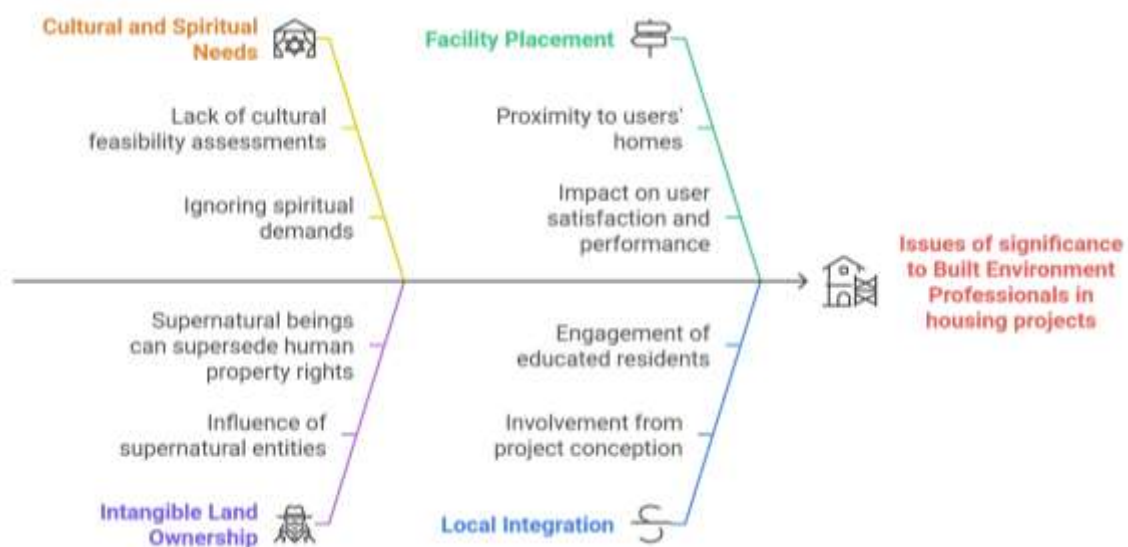 Cultural and Spiritual
Needs
Lack of cultural
feasibility assessments
Ignoring spiritual
demands
Facility Placement
Proximity to users'
homes
Impact on user
satisfaction and
performance
Supernatural beings
can supersede human
property rights
Influence of
supernatural entities
Intangible Land
Ownership
Engagement of
educated residents
Involvement from
project conception
Local Integration
Issues of significance
to Built Environment
Professionals in
housing projects